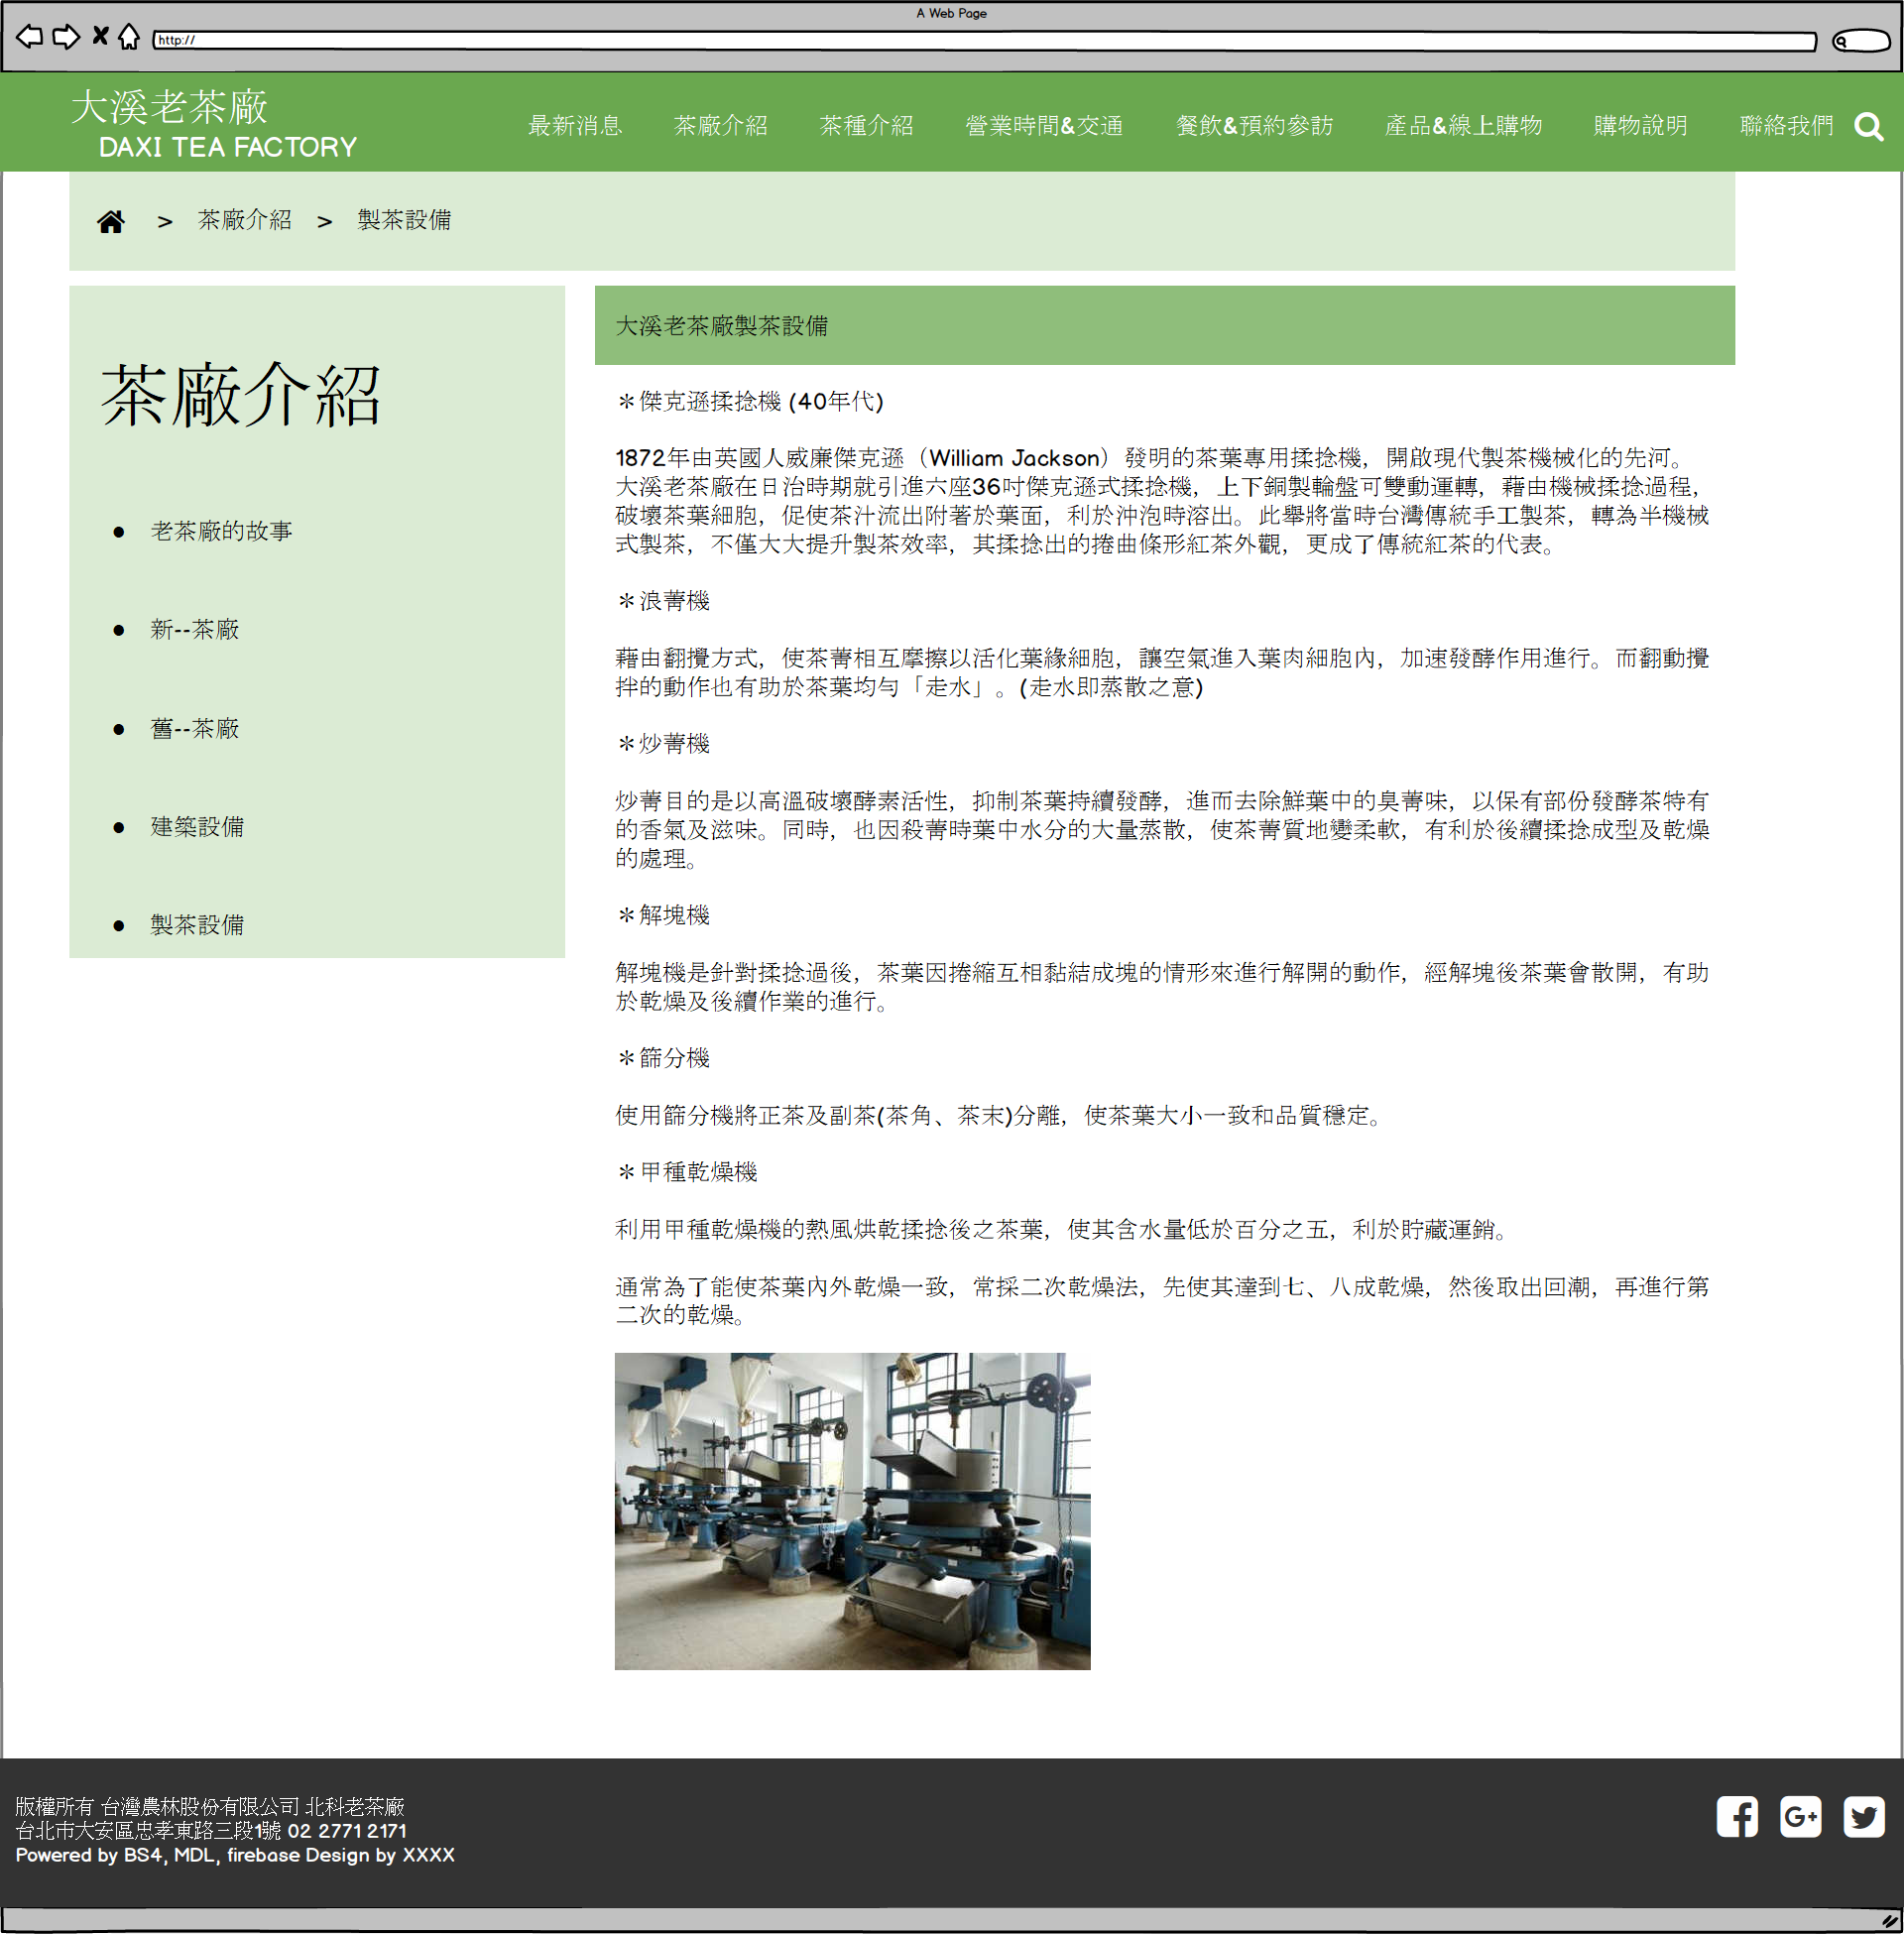 A Web Page
http://
大溪老茶廠
DAXI TEA FACTORY
最新消息 茶廠介紹 茶種介紹 營業時間&交通 餐飲&預約參訪 產品&線上購物 購物說明 聯絡我們
> 茶廠介紹 > 製茶設備
茶廠介紹
● 老茶廠的故事
● 新--茶廠
● 舊--茶廠
● 建築設備
● 製茶設備
大溪老茶廠製茶設備
＊傑克遜揉捻機 (40年代)
1872年由英國人威廉傑克遜（William Jackson）發明的茶葉專用揉捻機，開啟現代製茶機械化的先河。
大溪老茶廠在日治時期就引進六座36吋傑克遜式揉捻機，上下銅製輪盤可雙動運轉，藉由機械揉捻過程，
破壞茶葉細胞，促使茶汁流出附著於葉面，利於沖泡時溶出。此舉將當時台灣傳統手工製茶，轉為半機械
式製茶，不僅大大提升製茶效率，其揉捻出的捲曲條形紅茶外觀，更成了傳統紅茶的代表。
＊浪菁機
藉由翻攪方式，使茶菁相互摩擦以活化葉緣細胞，讓空氣進入葉肉細胞內，加速發酵作用進行。而翻動攪
拌的動作也有助於茶葉均勻「走水」。(走水即蒸散之意)
＊炒菁機
炒菁目的是以高溫破壞酵素活性，抑制茶葉持續發酵，進而去除鮮葉中的臭菁味，以保有部份發酵茶特有
的香氣及滋味。同時，也因殺菁時葉中水分的大量蒸散，使茶菁質地變柔軟，有利於後續揉捻成型及乾燥
的處理。
＊解塊機
解塊機是針對揉捻過後，茶葉因捲縮互相黏結成塊的情形來進行解開的動作，經解塊後茶葉會散開，有助
於乾燥及後續作業的進行。
＊篩分機
使用篩分機將正茶及副茶(茶角、茶末)分離，使茶葉大小一致和品質穩定。
＊甲種乾燥機
利用甲種乾燥機的熱風烘乾揉捻後之茶葉，使其含水量低於百分之五，利於貯藏運銷。
通常為了能使茶葉內外乾燥一致，常採二次乾燥法，先使其達到七、八成乾燥，然後取出回潮，再進行第
二次的乾燥。
版權所有 台灣農林股份有限公司 北科老茶廠
台北市大安區忠孝東路三段1號 02 2771 2171
Powered by BS4, MDL, firebase Design by XXXX